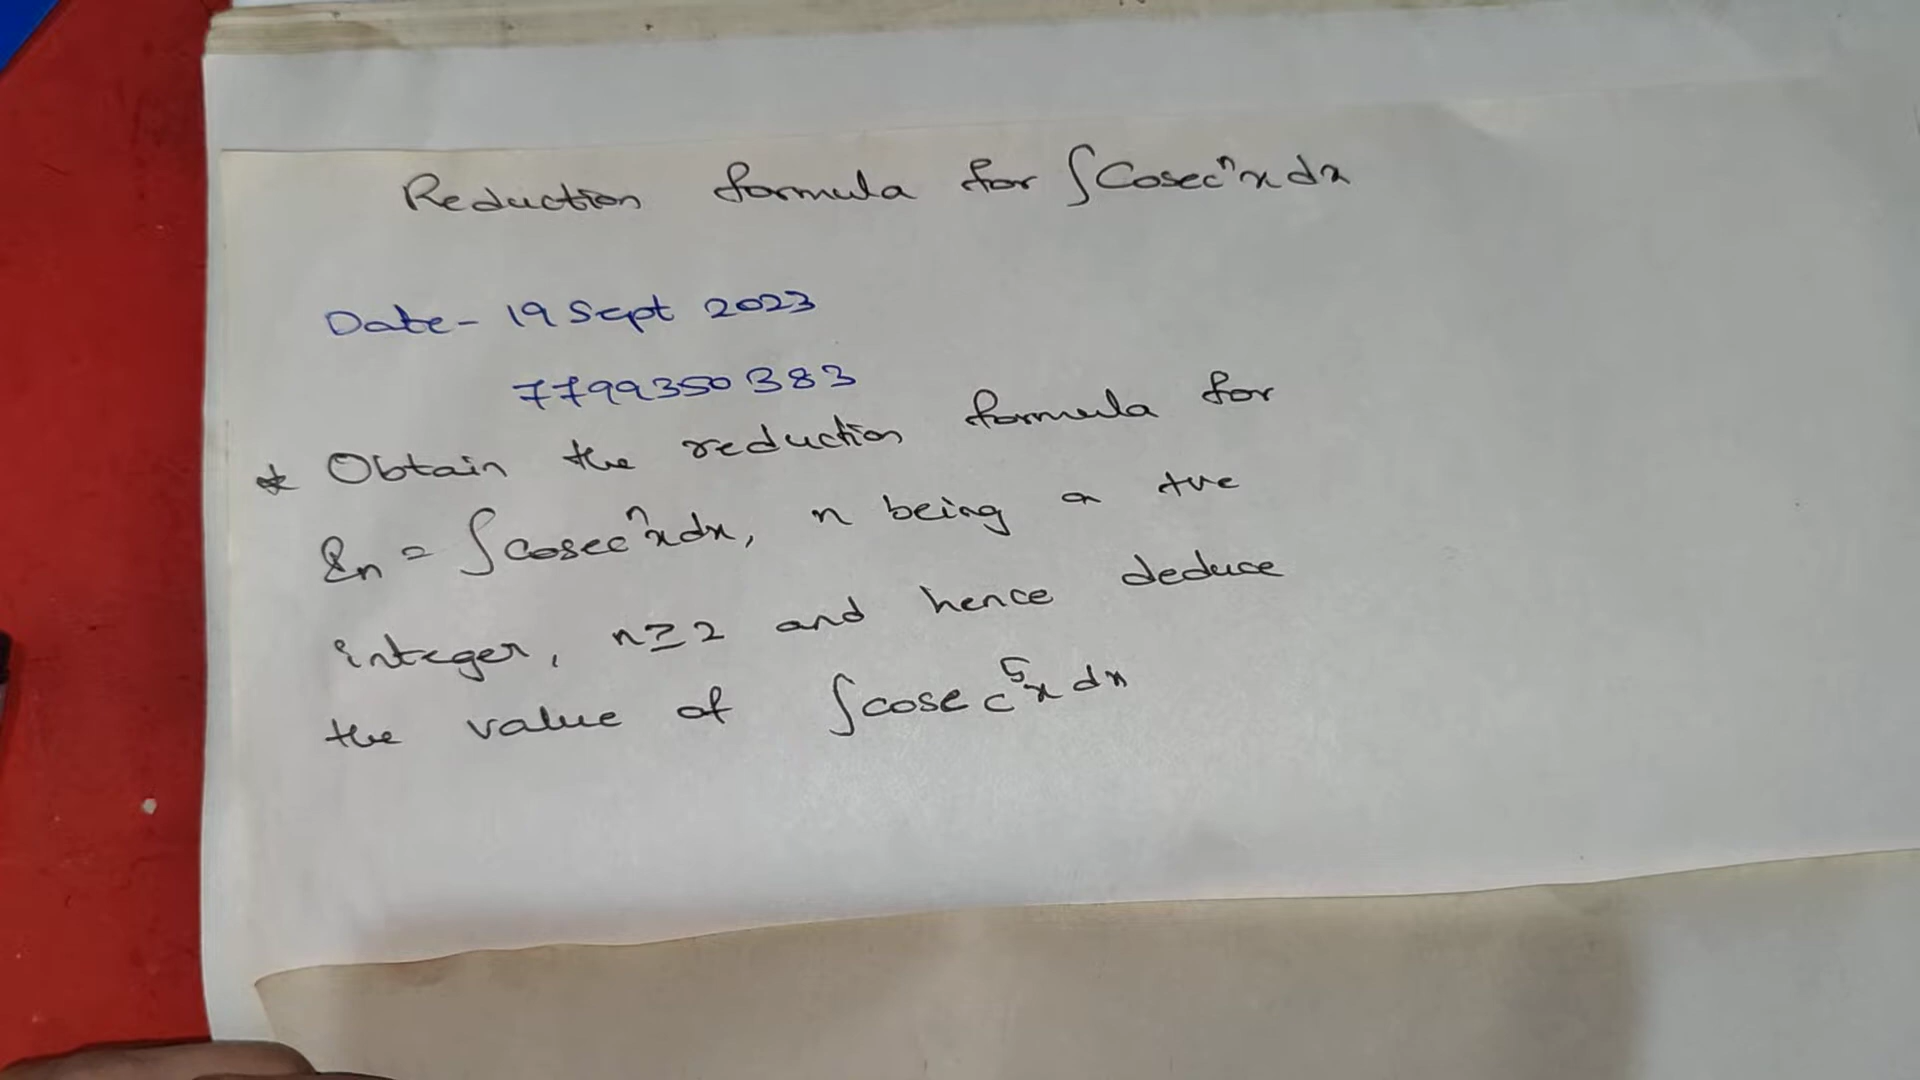 Reduction formula for ∫Cosecⁿx dx
Date- 19 Sept 2023
7799350383
* Obtain the reduction formula for
In = ∫cosecⁿx dx, n being a +ve
integer, n≥2 and hence deduce
the value of ∫cosec⁵x dx